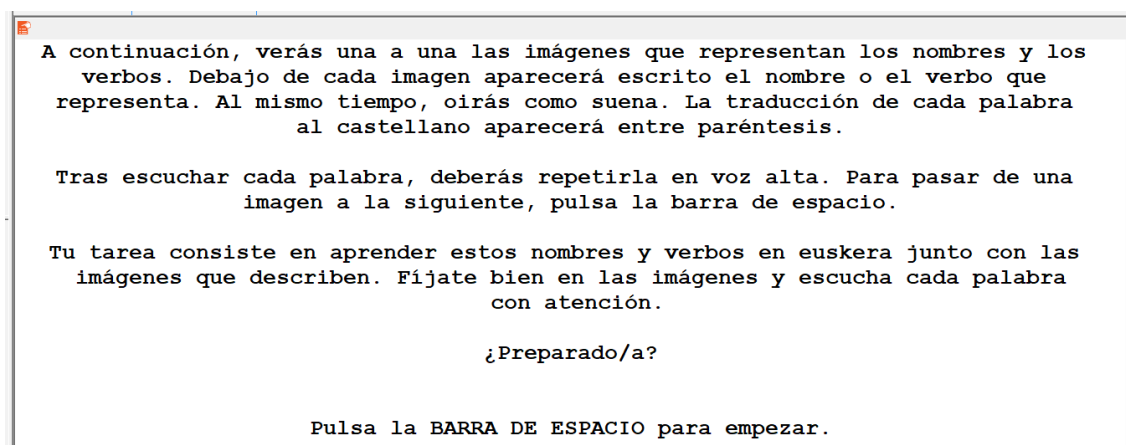 A continuación, verás una a una las imágenes que representan los nombres y los
verbos. Debajo de cada imagen aparecerá escrito el nombre o el verbo que
representa. Al mismo tiempo, oirás como suena. La traducción de cada palabra
al castellano aparecerá entre paréntesis.
Tras escuchar cada palabra, deberás repetirla en voz alta. Para pasar de una
imagen a la siguiente, pulsa la barra de espacio.
Tu tarea consiste en aprender estos nombres y verbos en euskera junto con las
imágenes que describen. Fíjate bien en las imágenes y escucha cada palabra
con atención.
¿Preparado/a?
Pulsa la BARRA DE ESPACIO para empezar.